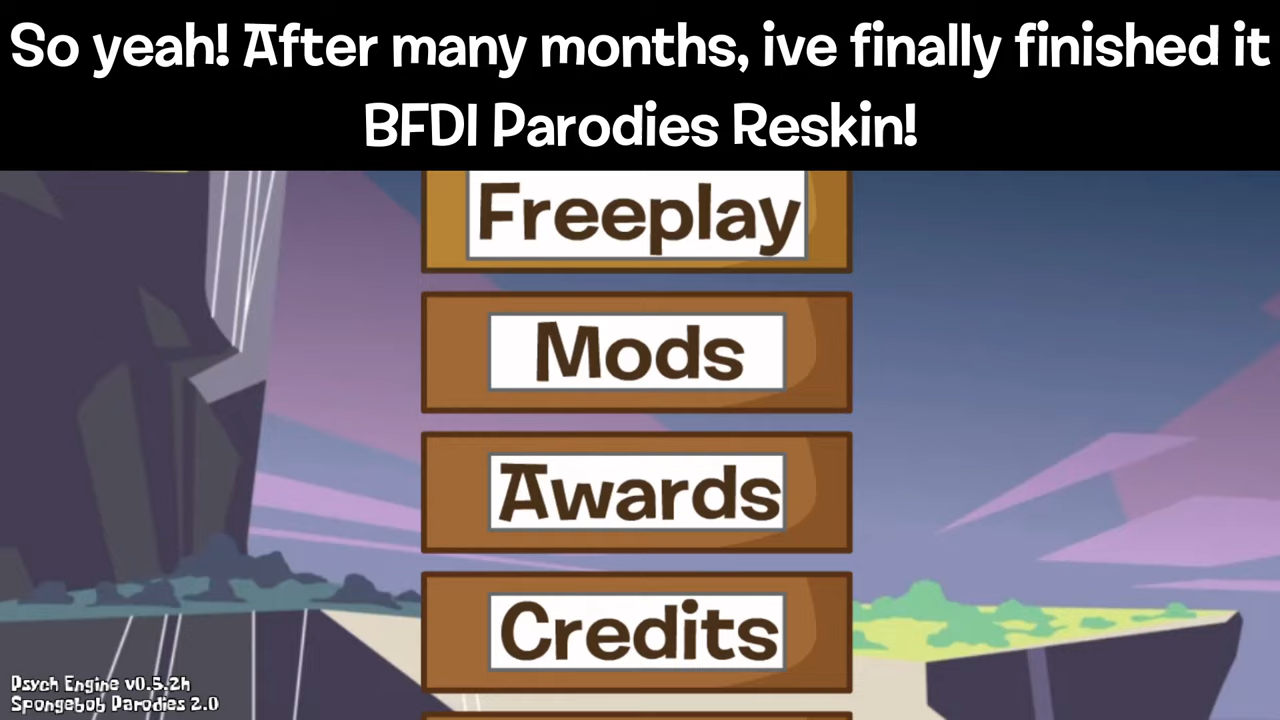 So yeah! After many months, ive finally finished it
BFDI Parodies Reskin!
Freeplay
Mods
Awards
Credits
Psych Engine v0.5.2h
Spongebob Parodies 2.0